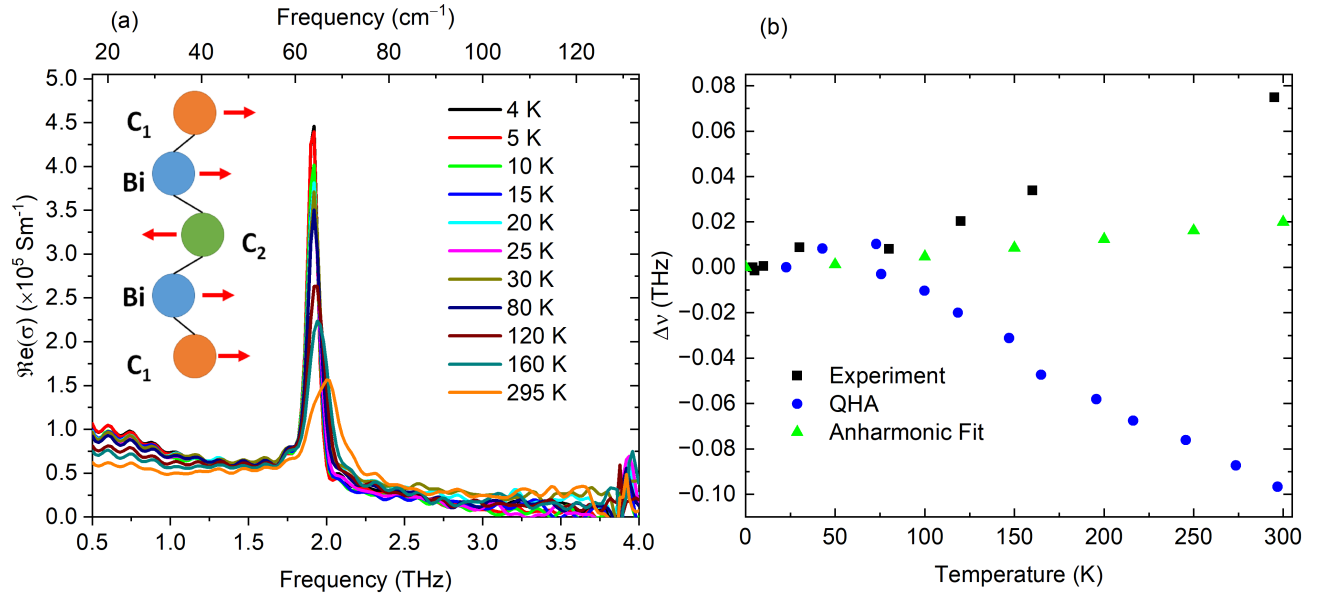 (a)
Frequency (cm⁻¹)
20 40 60 80 100 120
5.0
4.5
4.0
3.5
3.0
2.5
2.0
1.5
1.0
0.5
0.0
ℜe(σ) (×10⁵ Sm⁻¹)
C₁
Bi
C₂
Bi
C₁
4 K
5 K
10 K
15 K
20 K
25 K
30 K
80 K
120 K
160 K
295 K
0.5 1.0 1.5 2.0 2.5 3.0 3.5 4.0
Frequency (THz)
(b)
0.08
0.06
0.04
0.02
0.00
−0.02
−0.04
−0.06
−0.08
−0.10
Δν (THz)
Experiment
QHA
Anharmonic Fit
0 50 100 150 200 250 300
Temperature (K)